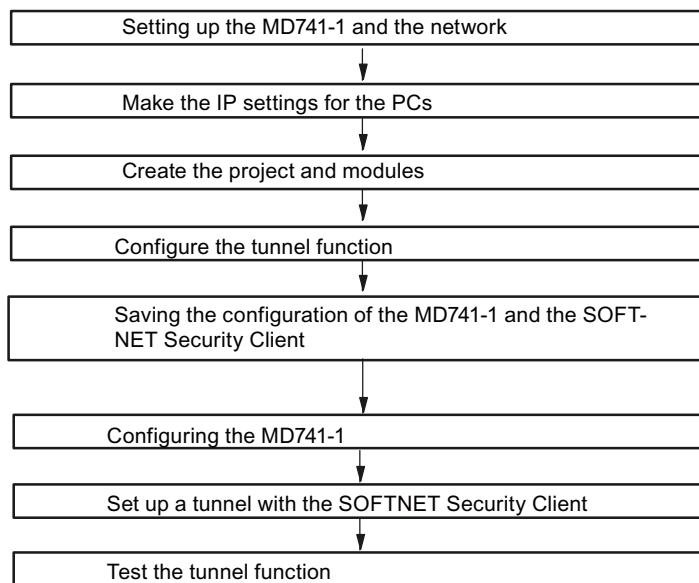 Setting up the MD741-1 and the network
Make the IP settings for the PCs
Create the project and modules
Configure the tunnel function
Saving the configuration of the MD741-1 and the SOFT-
NET Security Client
Configuring the MD741-1
Set up a tunnel with the SOFTNET Security Client
Test the tunnel function